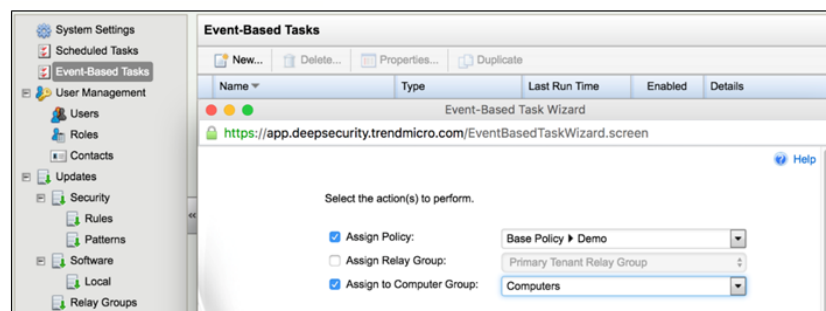 System Settings
Scheduled Tasks
Event-Based Tasks
User Management
Users
Roles
Contacts
Updates
Security
Rules
Patterns
Software
Local
Relay Groups
Event-Based Tasks
New... Delete... Properties... Duplicate
Name Type Last Run Time Enabled Details
Event-Based Task Wizard
https://app.deepsecurity.trendmicro.com/EventBasedTaskWizard.screen
Help
Select the action(s) to perform.
Assign Policy: Base Policy ▸ Demo
Assign Relay Group: Primary Tenant Relay Group
Assign to Computer Group: Computers